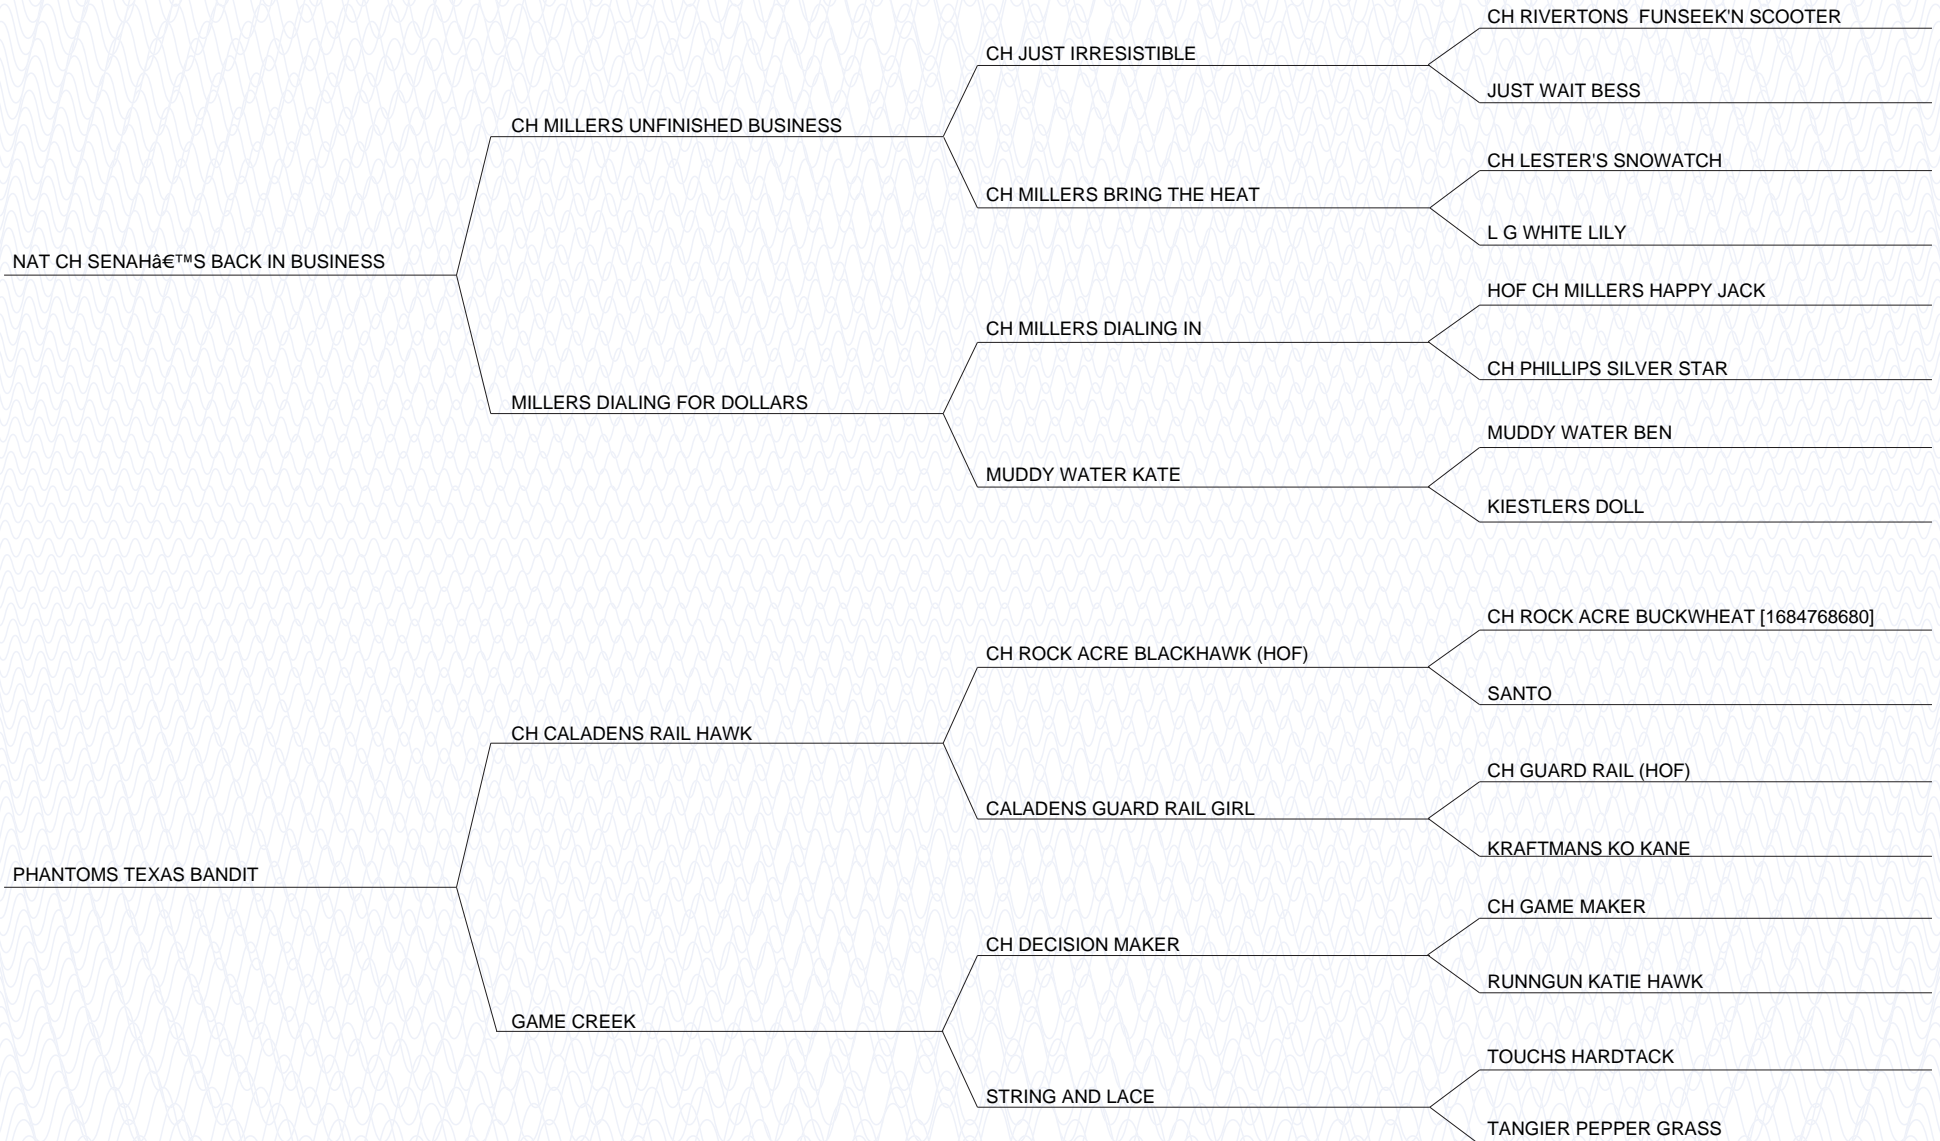 CH RIVERTONS  FUNSEEK'N SCOOTER
CH JUST IRRESISTIBLE
JUST WAIT BESS
CH MILLERS UNFINISHED BUSINESS
CH LESTER'S SNOWATCH
CH MILLERS BRING THE HEAT
L G WHITE LILY
NAT CH SENAHâ€™S BACK IN BUSINESS
HOF CH MILLERS HAPPY JACK
CH MILLERS DIALING IN
CH PHILLIPS SILVER STAR
MILLERS DIALING FOR DOLLARS
MUDDY WATER BEN
MUDDY WATER KATE
KIESTLERS DOLL
CH ROCK ACRE BUCKWHEAT [1684768680]
CH ROCK ACRE BLACKHAWK (HOF)
SANTO
CH CALADENS RAIL HAWK
CH GUARD RAIL (HOF)
CALADENS GUARD RAIL GIRL
KRAFTMANS KO KANE
PHANTOMS TEXAS BANDIT
CH GAME MAKER
CH DECISION MAKER
RUNNGUN KATIE HAWK
GAME CREEK
TOUCHS HARDTACK
STRING AND LACE
TANGIER PEPPER GRASS